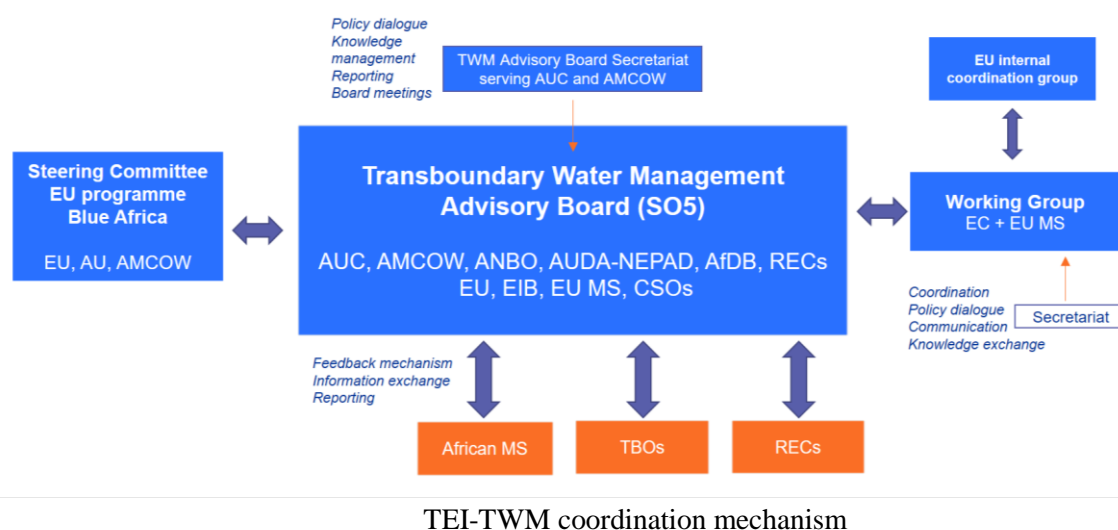 Policy dialogue
Knowledge
management
Reporting
Board meetings
TWM Advisory Board Secretariat
serving AUC and AMCOW
EU internal
coordination group
Steering Committee
EU programme
Blue Africa
EU, AU, AMCOW
Transboundary Water Management
Advisory Board (SO5)
AUC, AMCOW, ANBO, AUDA-NEPAD, AfDB, RECs
EU, EIB, EU MS, CSOs
Working Group
EC + EU MS
Coordination
Policy dialogue
Communication
Knowledge exchange
Secretariat
Feedback mechanism
Information exchange
Reporting
African MS
TBOs
RECs
TEI-TWM coordination mechanism